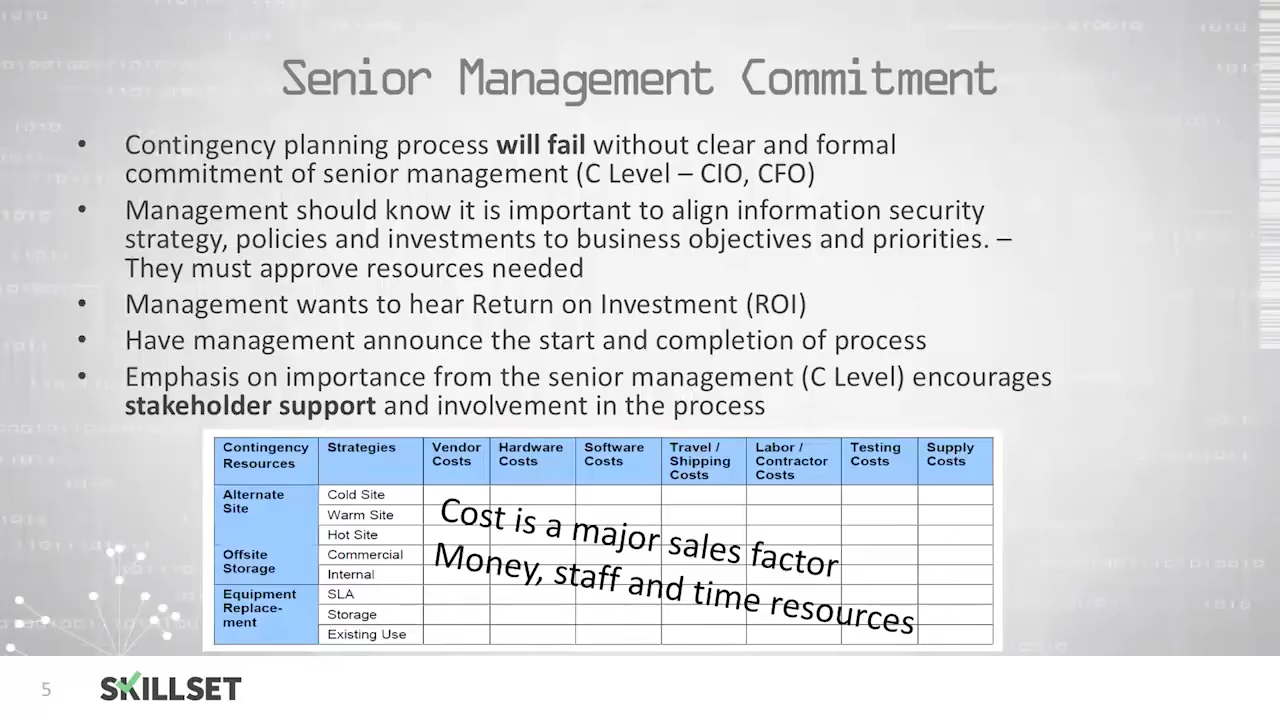 Senior Management Commitment
• Contingency planning process will fail without clear and formal
commitment of senior management (C Level – CIO, CFO)
• Management should know it is important to align information security
strategy, policies and investments to business objectives and priorities. –
They must approve resources needed
• Management wants to hear Return on Investment (ROI)
• Have management announce the start and completion of process
• Emphasis on importance from the senior management (C Level) encourages
stakeholder support and involvement in the process
Contingency Resources Strategies Vendor Costs Hardware Costs Software Costs Travel / Shipping Costs Labor / Contractor Costs Testing Costs Supply Costs
Alternate Site Cold Site
Warm Site
Hot Site
Offsite Storage Commercial
Internal
Equipment Replace-ment SLA
Storage
Existing Use
Cost is a major sales factor
Money, staff and time resources
5 SKILLSET